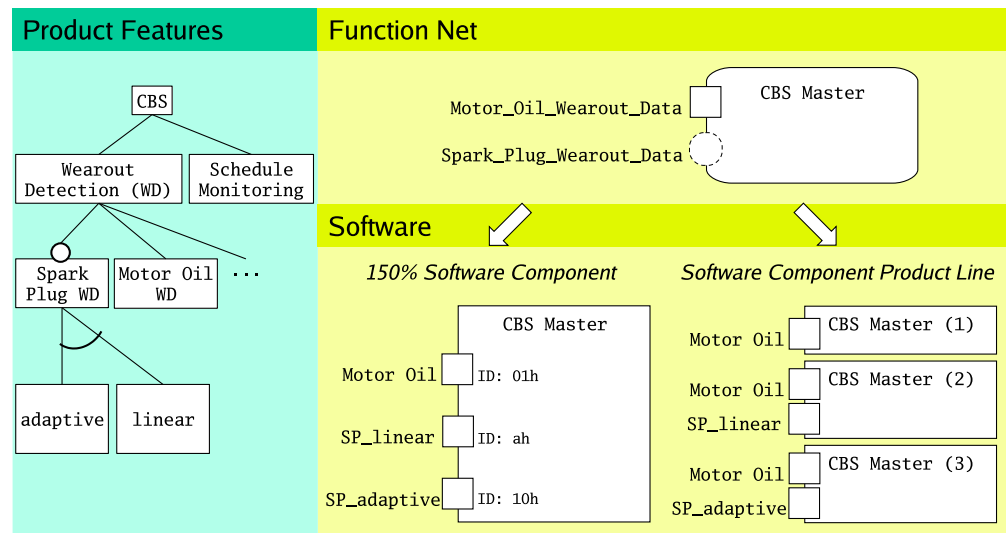 Product Features
CBS
Wearout
Detection (WD)
Schedule
Monitoring
Spark
Plug WD
Motor Oil
WD
...
adaptive
linear
Function Net
CBS Master
Motor_Oil_Wearout_Data
Spark_Plug_Wearout_Data
Software
150% Software Component
CBS Master
Motor Oil
ID: 01h
SP_linear
ID: ah
SP_adaptive
ID: 10h
Software Component Product Line
CBS Master (1)
Motor Oil
CBS Master (2)
Motor Oil
SP_linear
CBS Master (3)
Motor Oil
SP_adaptive